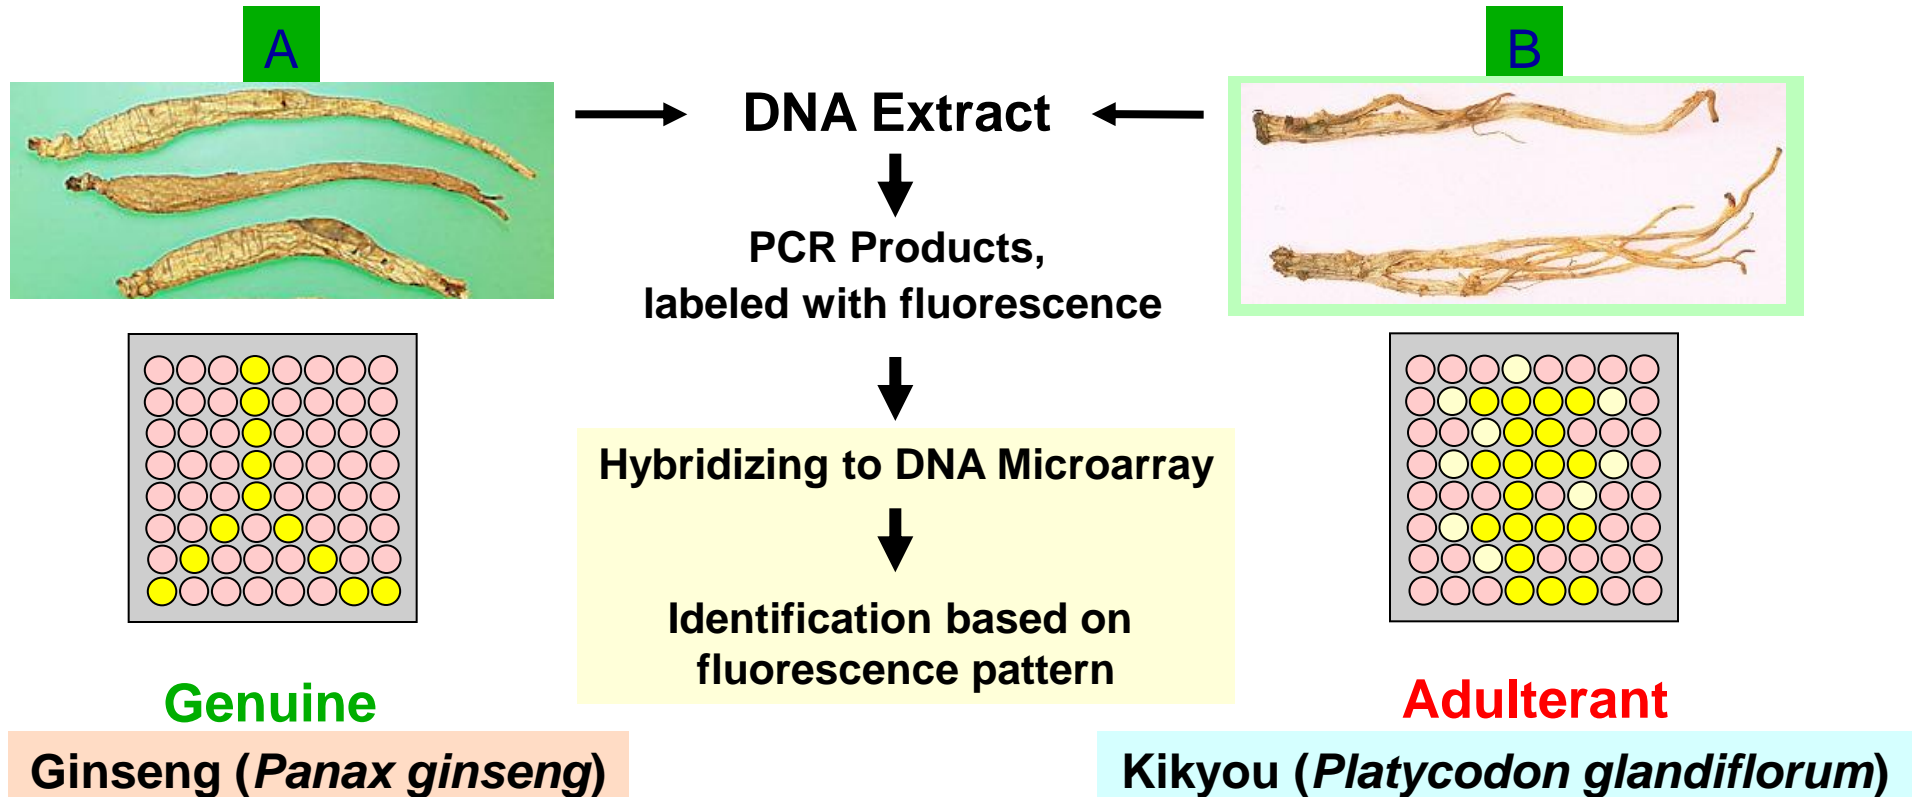 A
B
DNA Extract
PCR Products,
labeled with fluorescence
Hybridizing to DNA Microarray
Identification based on
fluorescence pattern
Genuine
Adulterant
Ginseng (Panax ginseng)
Kikyou (Platycodon glandiflorum)